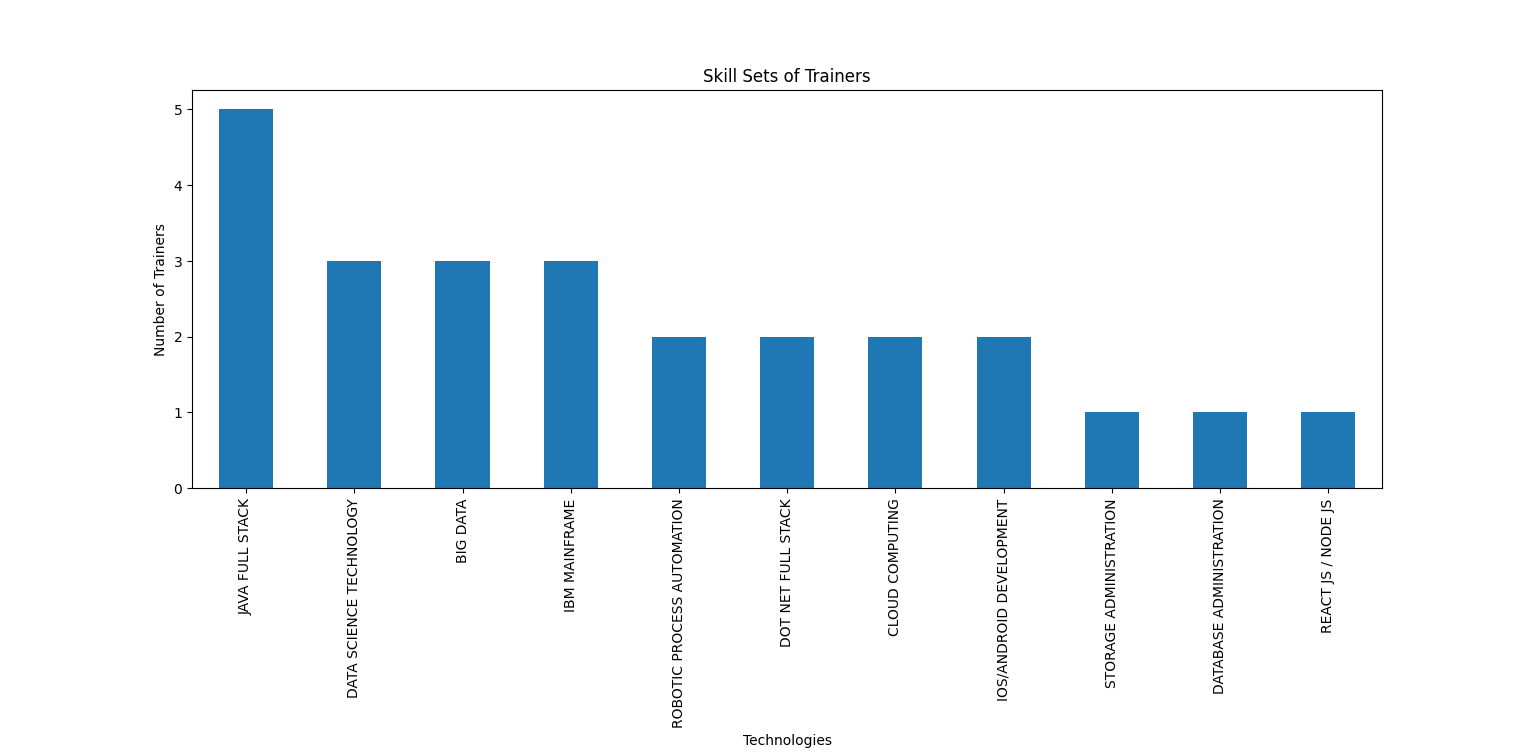 Skill Sets of Trainers
Number of Trainers
5
4
3
2
1
0
JAVA FULL STACK
DATA SCIENCE TECHNOLOGY
BIG DATA
IBM MAINFRAME
ROBOTIC PROCESS AUTOMATION
DOT NET FULL STACK
CLOUD COMPUTING
IOS/ANDROID DEVELOPMENT
STORAGE ADMINISTRATION
DATABASE ADMINISTRATION
REACT JS / NODE JS
Technologies